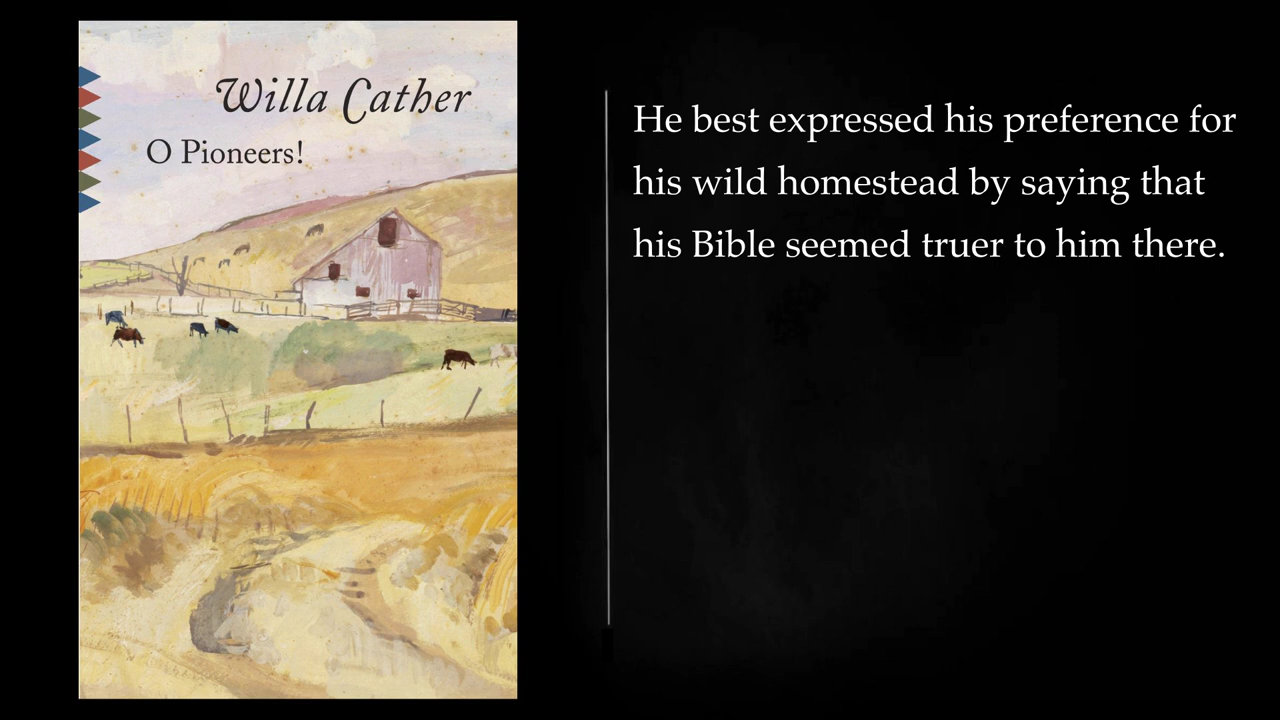 Willa Cather
O Pioneers!
He best expressed his preference for
his wild homestead by saying that
his Bible seemed truer to him there.